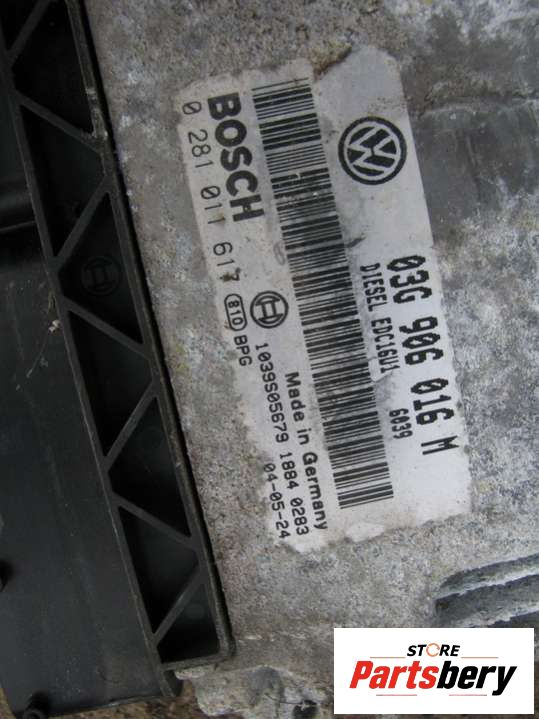 BOSCH
0 281 011 617
810 BPG
1039S05679 1884 0283
Made in Germany
04-05-24
03G 906 016 M
DIESEL EDC16U1
6039
STORE
Partsbery